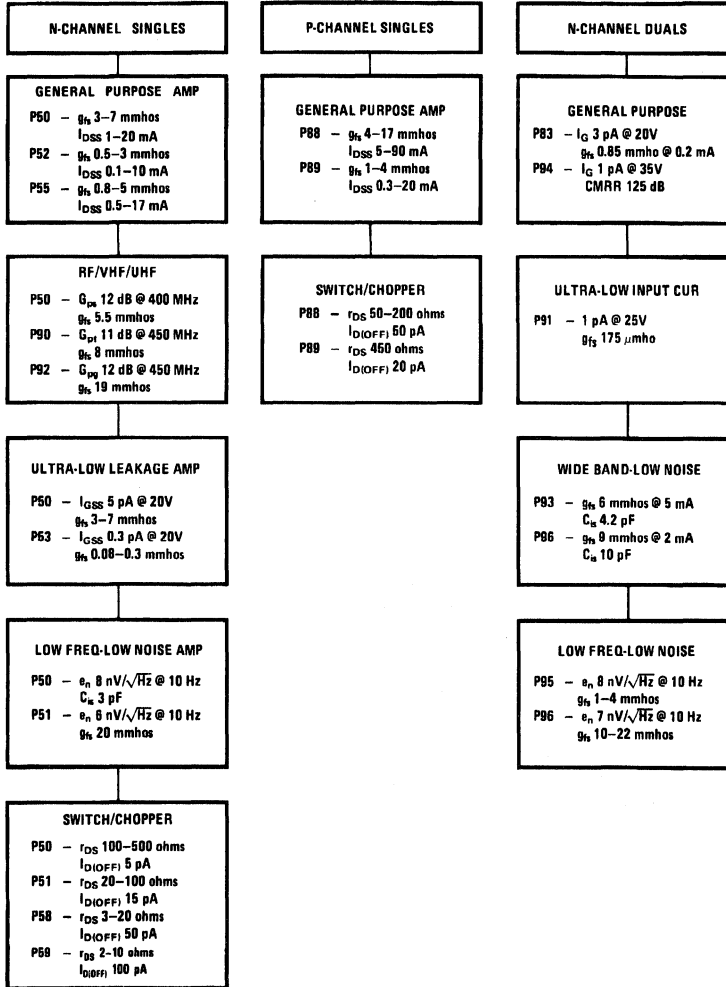 N-CHANNEL SINGLES
GENERAL PURPOSE AMP
P50 – gfs 3–7 mmhos
IDSS 1–20 mA
P52 – gfs 0.5–3 mmhos
IDSS 0.1–10 mA
P55 – gfs 0.8–5 mmhos
IDSS 0.5–17 mA
RF/VHF/UHF
P50 – Gps 12 dB @ 400 MHz
gfs 5.5 mmhos
P90 – Gpf 11 dB @ 450 MHz
gfs 8 mmhos
P92 – Gpg 12 dB @ 450 MHz
gfs 19 mmhos
ULTRA-LOW LEAKAGE AMP
P50 – IGSS 5 pA @ 20V
gfs 3–7 mmhos
P53 – IGSS 0.3 pA @ 20V
gfs 0.08–0.3 mmhos
LOW FREQ-LOW NOISE AMP
P50 – en 8 nV/√Hz @ 10 Hz
Cis 3 pF
P51 – en 6 nV/√Hz @ 10 Hz
gfs 20 mmhos
SWITCH/CHOPPER
P50 – rDS 100–500 ohms
ID(OFF) 5 pA
P51 – rDS 20–100 ohms
ID(OFF) 15 pA
P58 – rDS 3–20 ohms
ID(OFF) 50 pA
P59 – rDS 2-10 ohms
ID(OFF) 100 pA
P-CHANNEL SINGLES
GENERAL PURPOSE AMP
P88 – gfs 4–17 mmhos
IDSS 5–90 mA
P89 – gfs 1–4 mmhos
IDSS 0.3–20 mA
SWITCH/CHOPPER
P88 – rDS 50–200 ohms
ID(OFF) 50 pA
P89 – rDS 450 ohms
ID(OFF) 20 pA
N-CHANNEL DUALS
GENERAL PURPOSE
P83 – IG 3 pA @ 20V
gfs 0.85 mmho @ 0.2 mA
P94 – IG 1 pA @ 35V
CMRR 125 dB
ULTRA-LOW INPUT CUR
P91 – 1 pA @ 25V
gfs 175 μmho
WIDE BAND-LOW NOISE
P93 – gfs 6 mmhos @ 5 mA
Cis 4.2 pF
P96 – gfs 9 mmhos @ 2 mA
Cis 10 pF
LOW FREQ-LOW NOISE
P95 – en 8 nV/√Hz @ 10 Hz
gfs 1–4 mmhos
P96 – en 7 nV/√Hz @ 10 Hz
gfs 10–22 mmhos